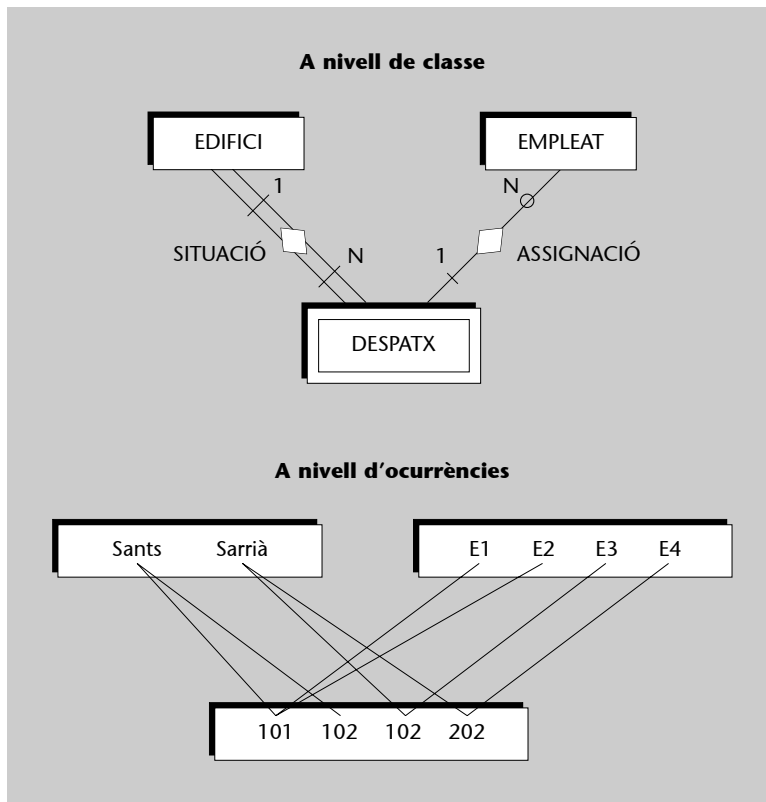 A nivell de classe
EDIFICI EMPLEAT
1 N
SITUACIÓ N 1 ASSIGNACIÓ
DESPATX
A nivell d’ocurrències
Sants Sarrià E1 E2 E3 E4
101 102 102 202